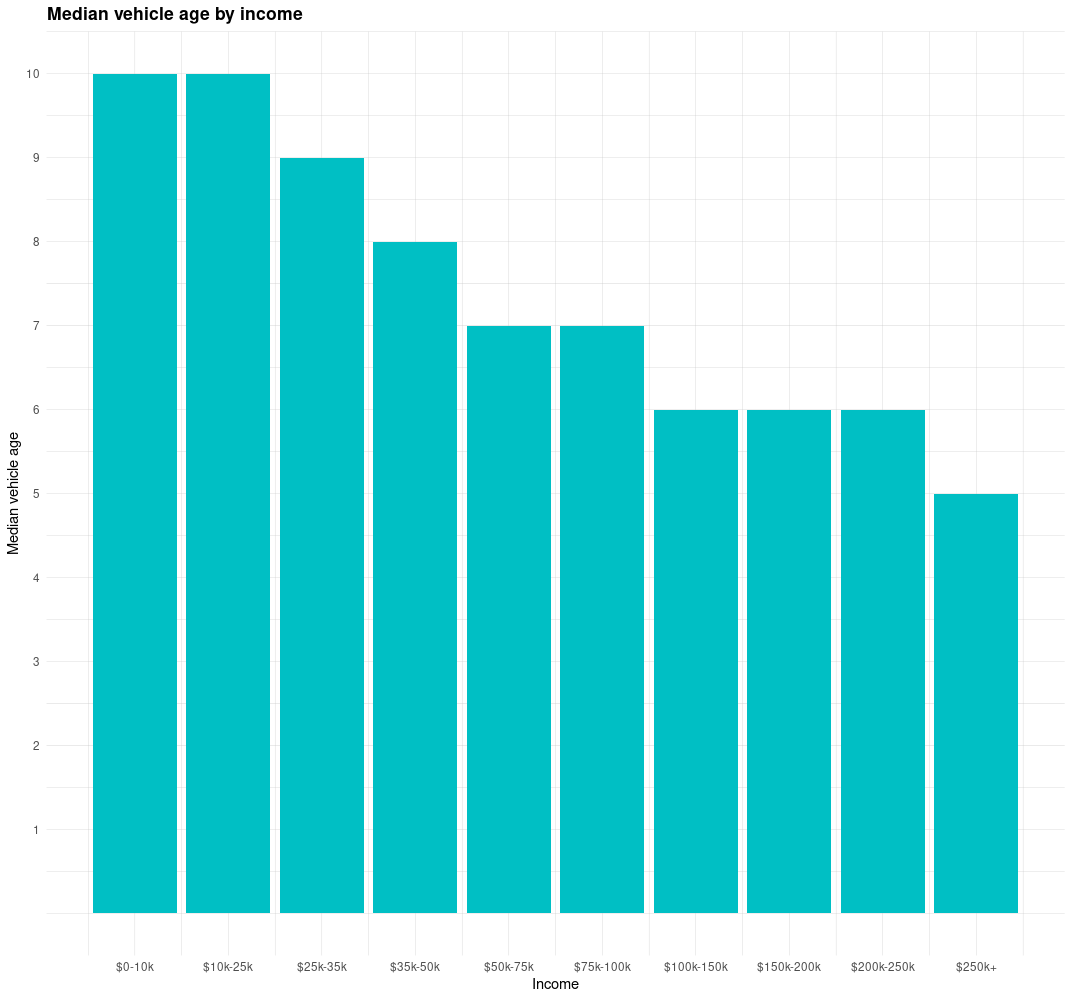 Median vehicle age by income
Median vehicle age
10
9
8
7
6
5
4
3
2
1
$0-10k $10k-25k $25k-35k $35k-50k $50k-75k $75k-100k $100k-150k $150k-200k $200k-250k $250k+
Income